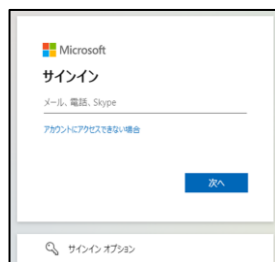 Microsoft
サインイン
メール、電話、Skype
アカウントにアクセスできない場合
次へ
サインイン オプション